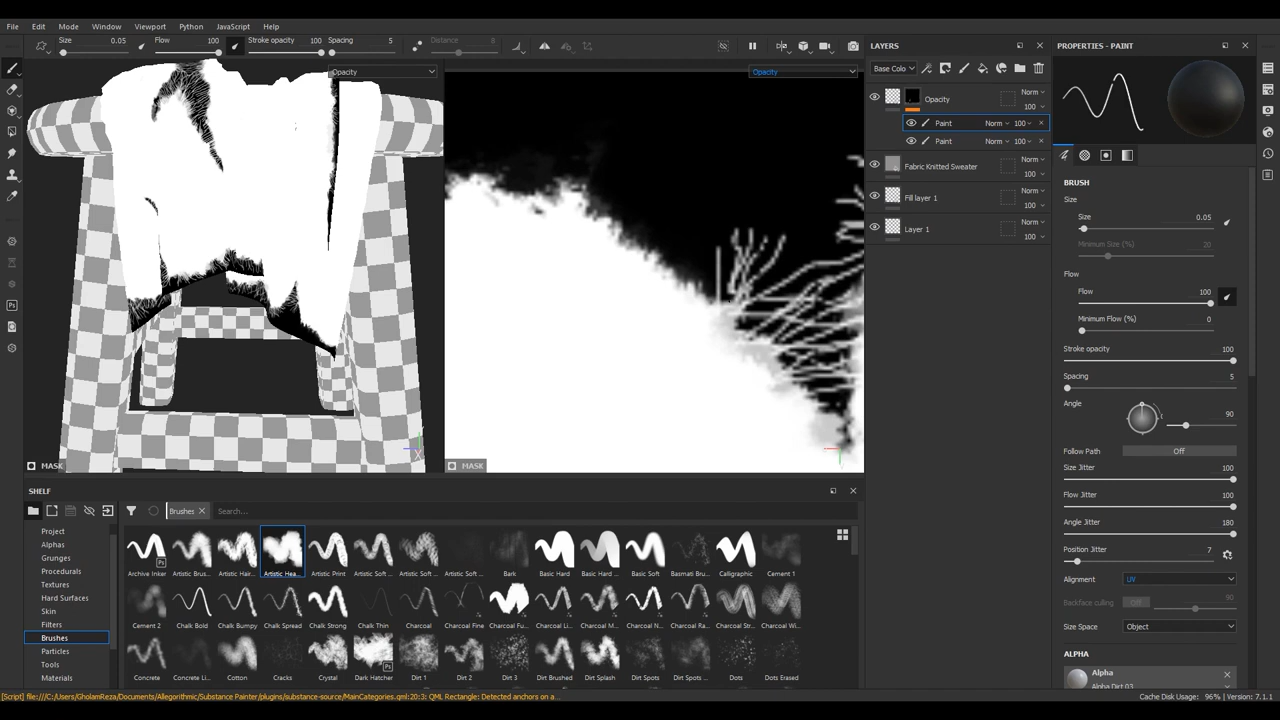 File Edit Mode Window Viewport Python JavaScript Help
Size 0.05 Flow 100 Stroke opacity 100 Spacing 5 Distance 8
Opacity
Opacity
MASK
MASK
LAYERS
Base Colo
Opacity Norm 100
Paint Norm 100
Paint Norm 100
Fabric Knitted Sweater Norm 100
Fill layer 1 Norm 100
Layer 1 Norm 100
PROPERTIES - PAINT
BRUSH
Size
Size 0.05
Minimum Size (%) 20
Flow
Flow 100
Minimum Flow (%) 0
Stroke opacity 100
Spacing 5
Angle 90
Follow Path Off
Size Jitter 100
Flow Jitter 100
Angle Jitter 180
Position Jitter 7
Alignment UV
Backface culling Off 90
Size Space Object
ALPHA
Alpha
Alpha Dirt 03
SHELF
Brushes Search...
Project
Alphas
Grunges
Procedurals
Textures
Hard Surfaces
Skin
Filters
Brushes
Particles
Tools
Materials
Archive Inker Artistic Brus... Artistic Hair... Artistic Hea... Artistic Print Artistic Soft ... Artistic Soft ... Artistic Soft ... Bark Basic Hard Basic Hard ... Basic Soft Basmati Bru... Calligraphic Cement 1
Cement 2 Chalk Bold Chalk Bumpy Chalk Spread Chalk Strong Chalk Thin Charcoal Charcoal Fine Charcoal Fu... Charcoal Li... Charcoal M... Charcoal N... Charcoal Ra... Charcoal Str... Charcoal Wi...
Concrete Concrete Li... Cotton Cracks Crystal Dark Hatcher Dirt 1 Dirt 2 Dirt 3 Dirt Brushed Dirt Splash Dirt Spots Dirt Spots ... Dots Dots Erased
[Script] file:///C:/Users/GholamReza/Documents/Allegorithmic/Substance Painter/plugins/substance-source/MainCategories.qml:20:3: QML Rectangle: Detected anchors on a...
Cache Disk Usage: 96% | Version: 7.1.1